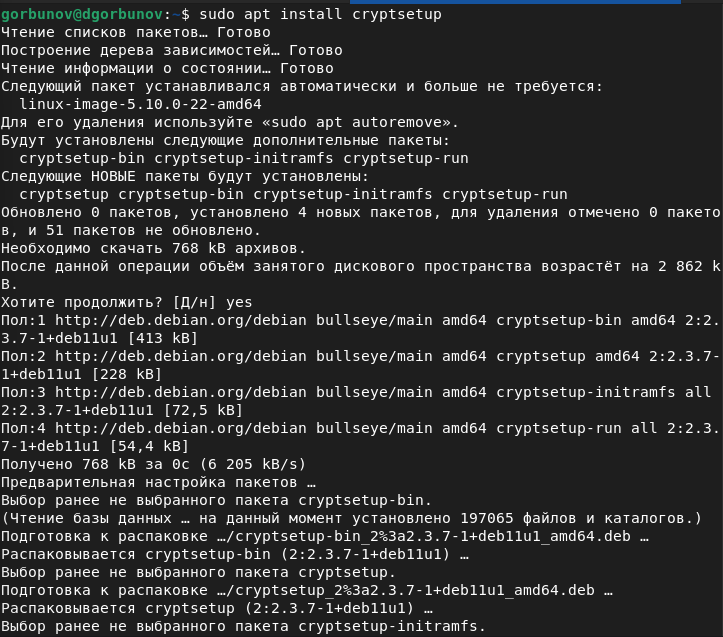 gorbunov@dgorbunov:~$ sudo apt install cryptsetup
Чтение списков пакетов… Готово
Построение дерева зависимостей… Готово
Чтение информации о состоянии… Готово
Следующий пакет устанавливался автоматически и больше не требуется:
  linux-image-5.10.0-22-amd64
Для его удаления используйте «sudo apt autoremove».
Будут установлены следующие дополнительные пакеты:
  cryptsetup-bin cryptsetup-initramfs cryptsetup-run
Следующие НОВЫЕ пакеты будут установлены:
  cryptsetup cryptsetup-bin cryptsetup-initramfs cryptsetup-run
Обновлено 0 пакетов, установлено 4 новых пакетов, для удаления отмечено 0 пакето
в, и 51 пакетов не обновлено.
Необходимо скачать 768 kB архивов.
После данной операции объём занятого дискового пространства возрастёт на 2 862 k
B.
Хотите продолжить? [Д/н] yes
Пол:1 http://deb.debian.org/debian bullseye/main amd64 cryptsetup-bin amd64 2:2.
3.7-1+deb11u1 [413 kB]
Пол:2 http://deb.debian.org/debian bullseye/main amd64 cryptsetup amd64 2:2.3.7-
1+deb11u1 [228 kB]
Пол:3 http://deb.debian.org/debian bullseye/main amd64 cryptsetup-initramfs all
2:2.3.7-1+deb11u1 [72,5 kB]
Пол:4 http://deb.debian.org/debian bullseye/main amd64 cryptsetup-run all 2:2.3.
7-1+deb11u1 [54,4 kB]
Получено 768 kB за 0с (6 205 kB/s)
Предварительная настройка пакетов …
Выбор ранее не выбранного пакета cryptsetup-bin.
(Чтение базы данных … на данный момент установлено 197065 файлов и каталогов.)
Подготовка к распаковке …/cryptsetup-bin_2%3a2.3.7-1+deb11u1_amd64.deb …
Распаковывается cryptsetup-bin (2:2.3.7-1+deb11u1) …
Выбор ранее не выбранного пакета cryptsetup.
Подготовка к распаковке …/cryptsetup_2%3a2.3.7-1+deb11u1_amd64.deb …
Распаковывается cryptsetup (2:2.3.7-1+deb11u1) …
Выбор ранее не выбранного пакета cryptsetup-initramfs.